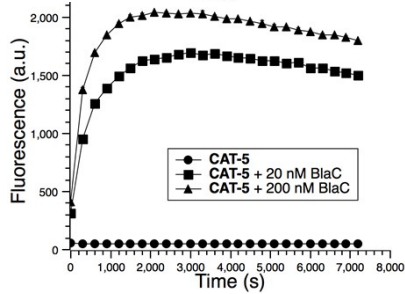 Fluorescence (a.u.)
2,000
1,500
1,000
500
0
CAT-5
CAT-5 + 20 nM BlaC
CAT-5 + 200 nM BlaC
0 1,000 2,000 3,000 4,000 5,000 6,000 7,000 8,000
Time (s)